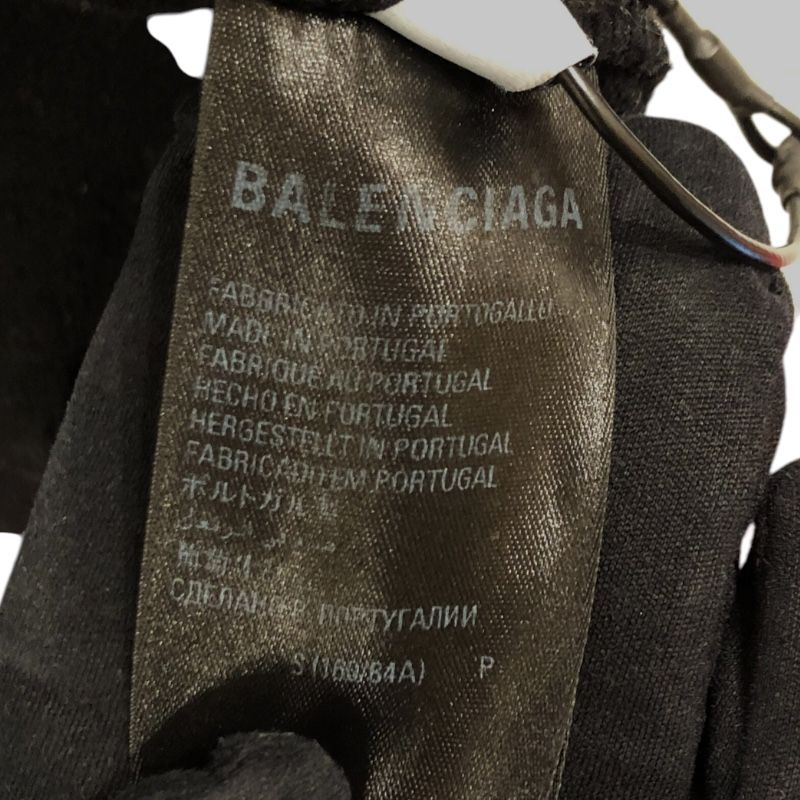 BALENCIAGA
FABBRICATO IN PORTOGALLO
MADE IN PORTUGAL
FABRIQUE AU PORTUGAL
HECHO EN PORTUGAL
HERGESTELLT IN PORTUGAL
FABRICADO EM PORTUGAL
ポルトガル製
СДЕЛАНО В ПОРТУГАЛИИ
S (160/84A) P